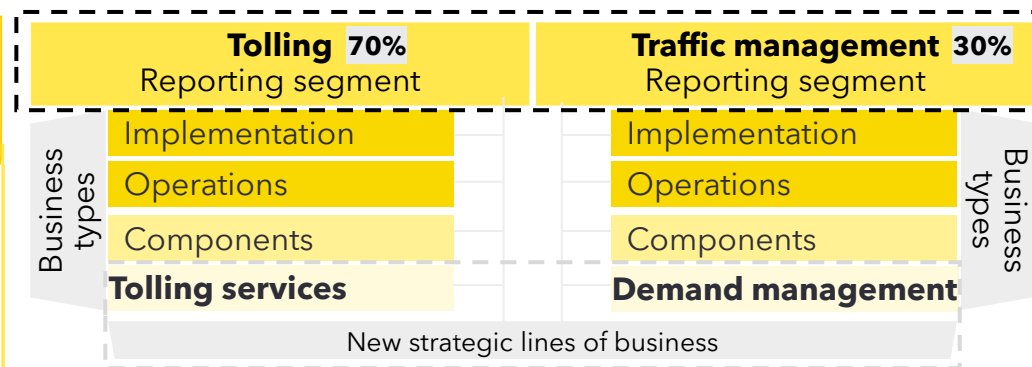 Tolling 70%
Reporting segment
Traffic management 30%
Reporting segment
Business
types
Implementation
Operations
Components
Tolling services
Implementation
Operations
Components
Demand management
Business
types
New strategic lines of business